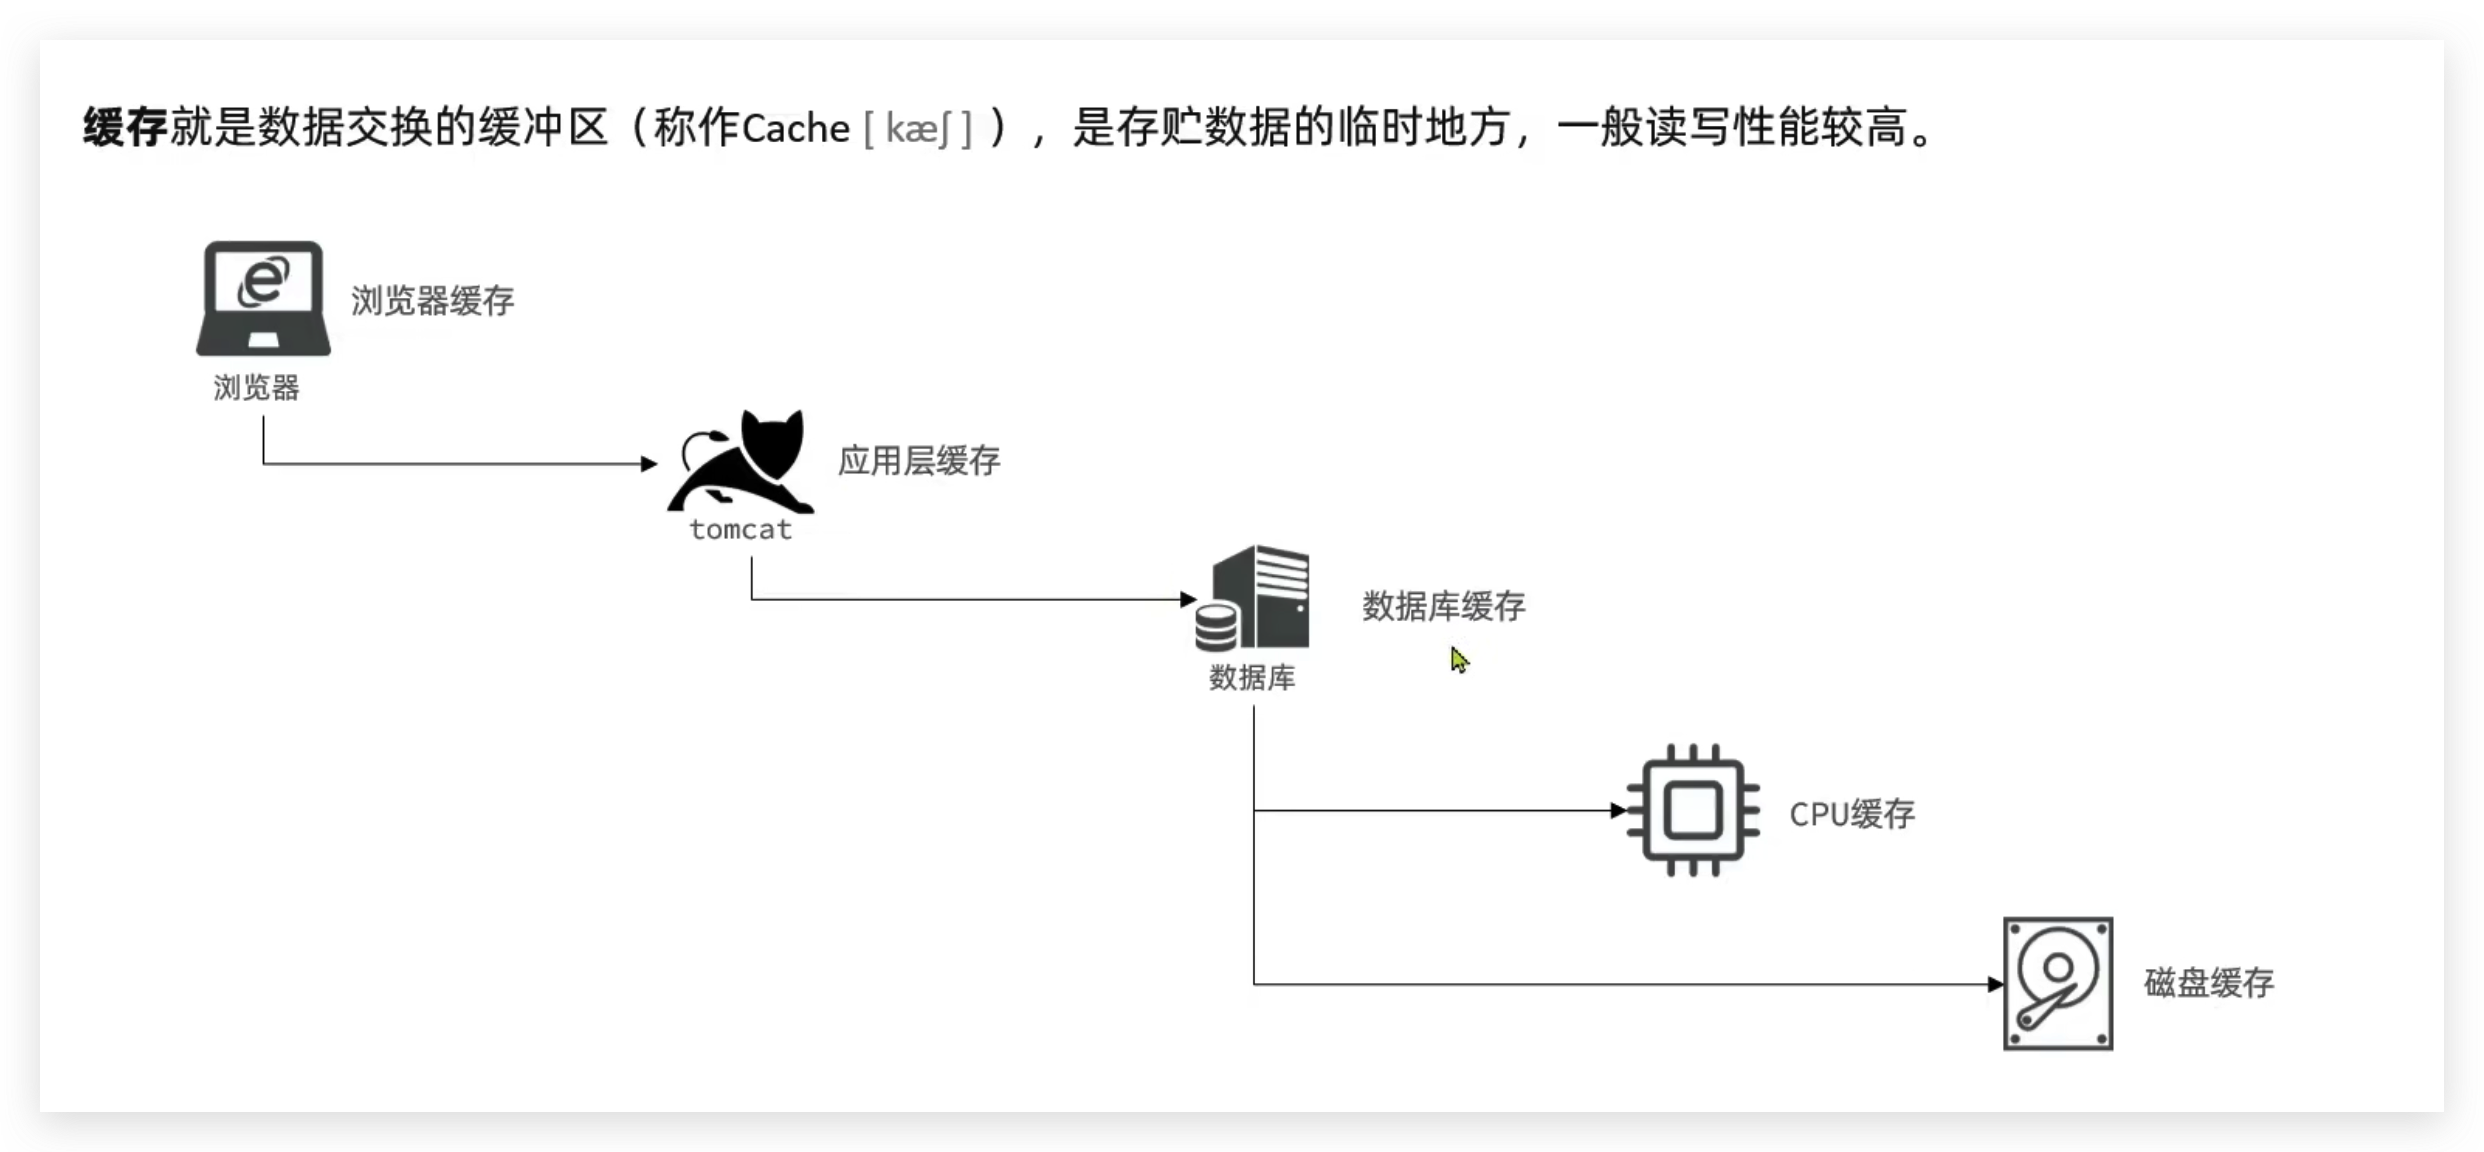 缓存就是数据交换的缓冲区（称作Cache [ kæʃ ] ），是存贮数据的临时地方，一般读写性能较高。
浏览器缓存
浏览器
应用层缓存
tomcat
数据库缓存
数据库
CPU缓存
磁盘缓存